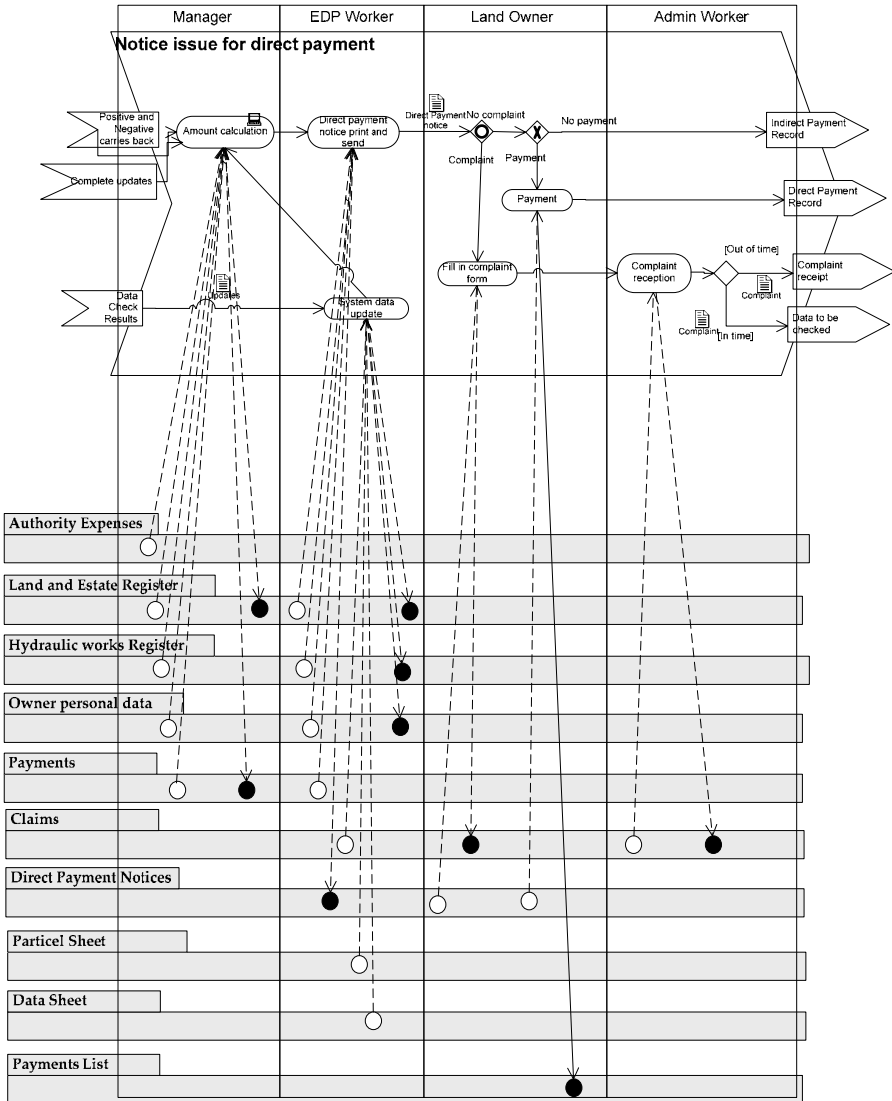 Manager
EDP Worker
Land Owner
Admin Worker
Notice issue for direct payment
Positive and
Negative
carries back
Amount calculation
Direct payment
notice print and
send
Direct Payment
notice
No complaint
No payment
Indirect Payment
Record
Complete updates
Complaint
Payment
Payment
Direct Payment
Record
Updates
Fill in complaint
form
Complaint
reception
[Out of time]
Complaint
Complaint
receipt
Data
Check
Results
System data
update
Complaint
[In time]
Data to be
checked
Authority Expenses
Land and Estate Register
Hydraulic works Register
Owner personal data
Payments
Claims
Direct Payment Notices
Particel Sheet
Data Sheet
Payments List